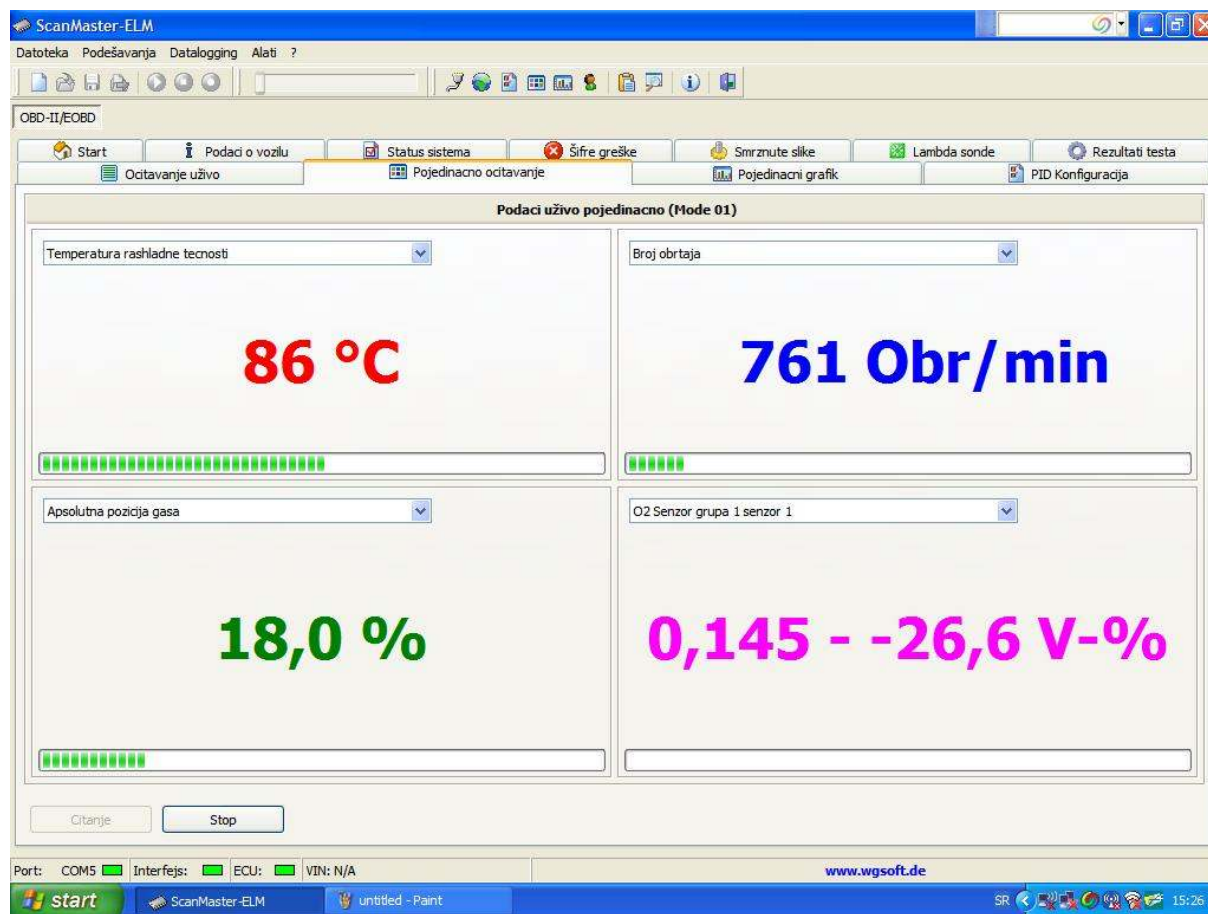 ScanMaster-ELM
Datoteka Podešavanja Datalogging Alati ?
OBD-II/EOBD
Start Podaci o vozilu Status sistema Šifre greške Smrznute slike Lambda sonde Rezultati testa
Ocitavanje uživo Pojedinacno ocitavanje Pojedinacni grafik PID Konfiguracija
Podaci uživo pojedinacno (Mode 01)
Temperatura rashladne tecnosti Broj obrtaja
86 °C 761 Obr/min
Apsolutna pozicija gasa O2 Senzor grupa 1 senzor 1
18,0 % 0,145 - -26,6 V-%
Citanje Stop
Port: COM5 Interfejs: ECU: VIN: N/A www.wgsoft.de
start ScanMaster-ELM untitled - Paint SR 15:26